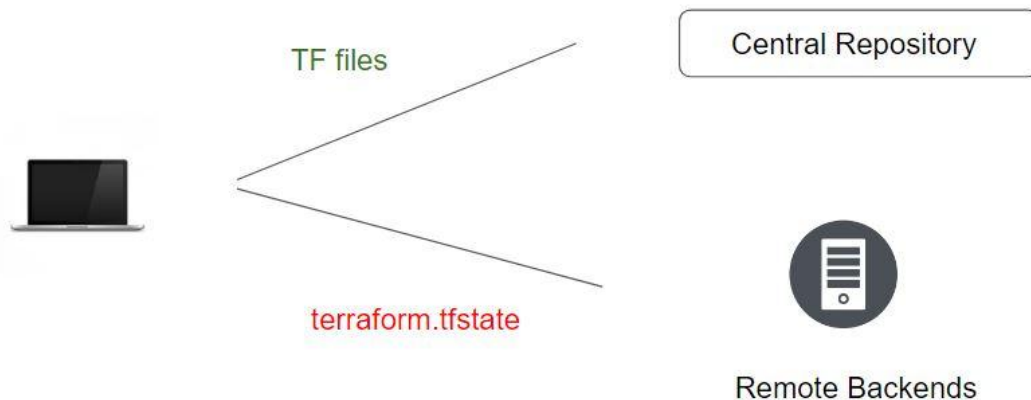 TF files
Central Repository
terraform.tfstate
Remote Backends